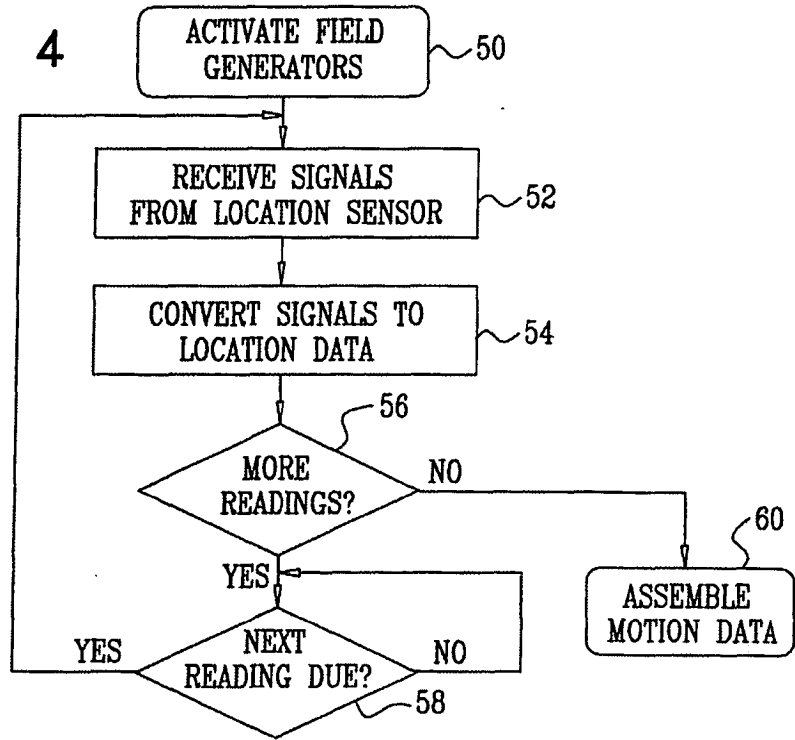 4
ACTIVATE FIELD
GENERATORS
50
RECEIVE SIGNALS
FROM LOCATION SENSOR
52
CONVERT SIGNALS TO
LOCATION DATA
54
56
MORE
READINGS?
NO
YES
60
ASSEMBLE
MOTION DATA
NEXT
READING DUE?
YES
NO
58